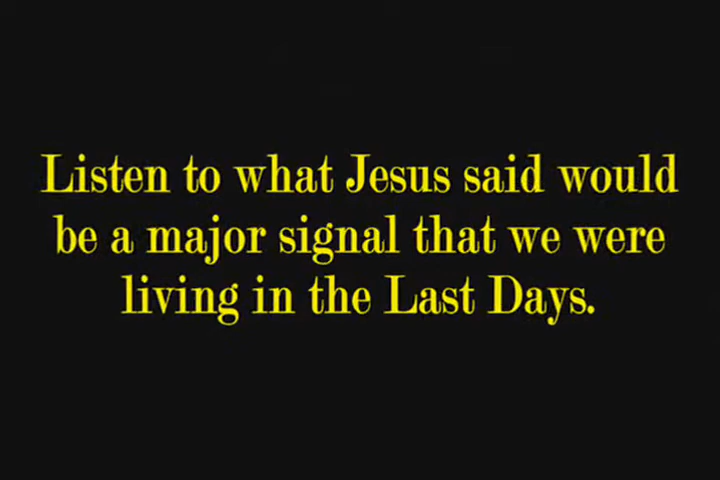 Listen to what Jesus said would
be a major signal that we were
living in the Last Days.